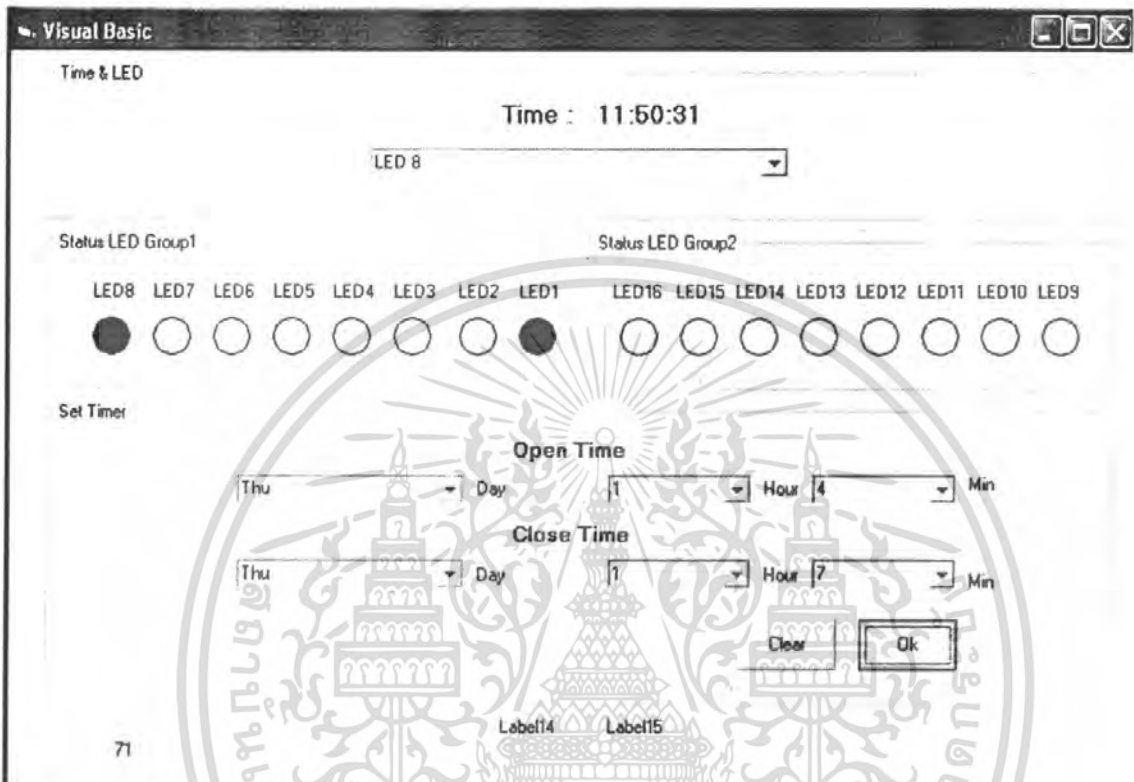 Visual Basic
Time & LED
Time : 11:50:31
LED 8
Status LED Group1 Status LED Group2
LED8 LED7 LED6 LED5 LED4 LED3 LED2 LED1 LED16 LED15 LED14 LED13 LED12 LED11 LED10 LED9
Set Timer
Open Time
Thu Day 1 Hour 4 Min
Close Time
Thu Day 1 Hour 7 Min
Clear Ok
Label14 Label15
71